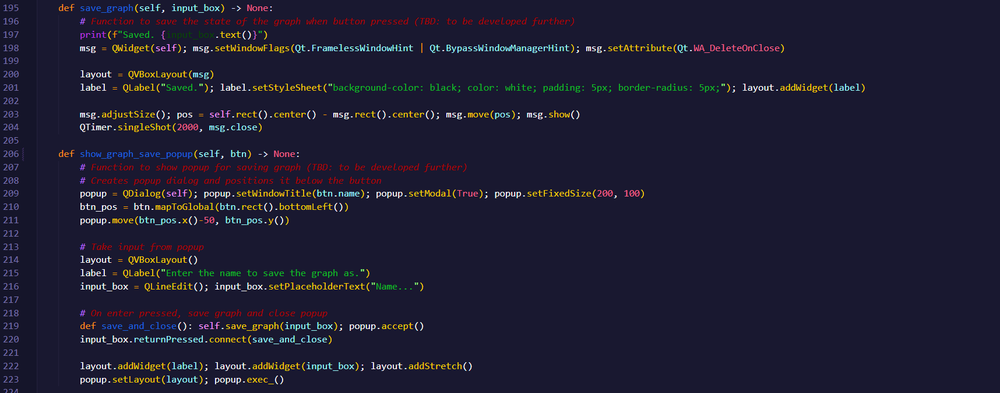 195 def save_graph(self, input_box) -> None:
196 # Function to save the state of the graph when button pressed (TBD: to be developed further)
197 print(f"Saved. {input_box.text()}")
198 msg = QWidget(self); msg.setWindowFlags(Qt.FramelessWindowHint | Qt.BypassWindowManagerHint); msg.setAttribute(Qt.WA_DeleteOnClose)
199
200 layout = QVBoxLayout(msg)
201 label = QLabel("Saved."); label.setStyleSheet("background-color: black; color: white; padding: 5px; border-radius: 5px;"); layout.addWidget(label)
202
203 msg.adjustSize(); pos = self.rect().center() - msg.rect().center(); msg.move(pos); msg.show()
204 QTimer.singleShot(2000, msg.close)
205
206 def show_graph_save_popup(self, btn) -> None:
207 # Function to show popup for saving graph (TBD: to be developed further)
208 # Creates popup dialog and positions it below the button
209 popup = QDialog(self); popup.setWindowTitle(btn.name); popup.setModal(True); popup.setFixedSize(200, 100)
210 btn_pos = btn.mapToGlobal(btn.rect().bottomLeft())
211 popup.move(btn_pos.x()-50, btn_pos.y())
212
213 # Take input from popup
214 layout = QVBoxLayout()
215 label = QLabel("Enter the name to save the graph as.")
216 input_box = QLineEdit(); input_box.setPlaceholderText("Name...")
217
218 # On enter pressed, save graph and close popup
219 def save_and_close(): self.save_graph(input_box); popup.accept()
220 input_box.returnPressed.connect(save_and_close)
221
222 layout.addWidget(label); layout.addWidget(input_box); layout.addStretch()
223 popup.setLayout(layout); popup.exec_()
224